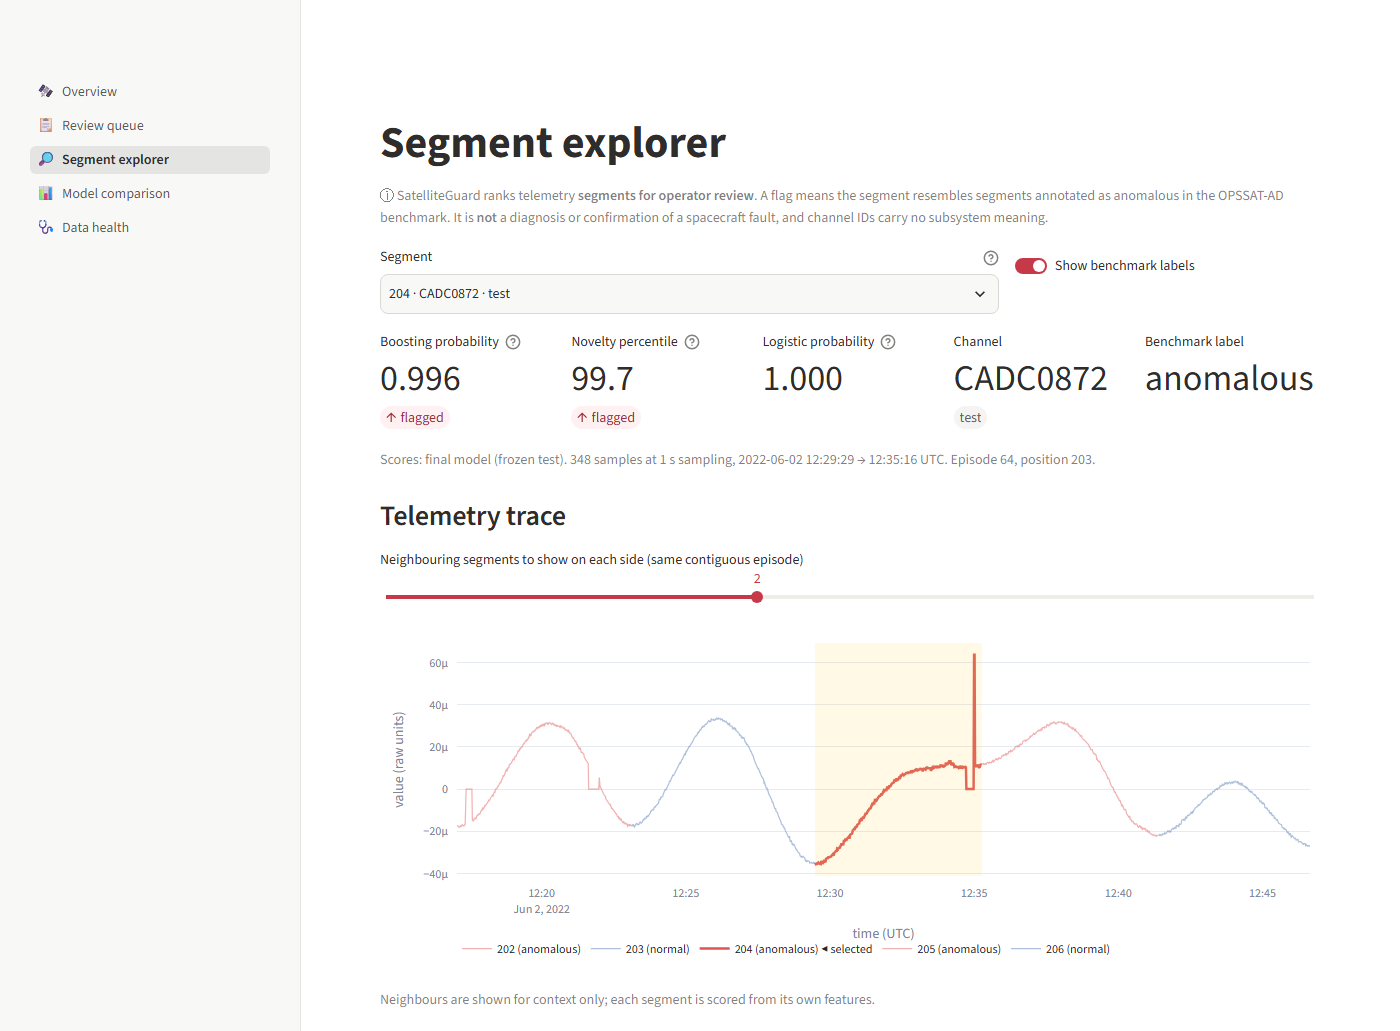 Overview
Review queue
Segment explorer
Model comparison
Data health
Segment explorer
SatelliteGuard ranks telemetry segments for operator review. A flag means the segment resembles segments annotated as anomalous in the OPSSAT-AD
benchmark. It is not a diagnosis or confirmation of a spacecraft fault, and channel IDs carry no subsystem meaning.
Segment
204 · CADC0872 · test
Show benchmark labels
Boosting probability
0.996
↑ flagged
Novelty percentile
99.7
↑ flagged
Logistic probability
1.000
Channel
CADC0872
test
Benchmark label
anomalous
Scores: final model (frozen test). 348 samples at 1 s sampling, 2022-06-02 12:29:29 → 12:35:16 UTC. Episode 64, position 203.
Telemetry trace
Neighbouring segments to show on each side (same contiguous episode)
2
value (raw units)
60μ
40μ
20μ
0
−20μ
−40μ
12:20 12:25 12:30 12:35 12:40 12:45
Jun 2, 2022
time (UTC)
202 (anomalous) 203 (normal) 204 (anomalous) ◂ selected 205 (anomalous) 206 (normal)
Neighbours are shown for context only; each segment is scored from its own features.